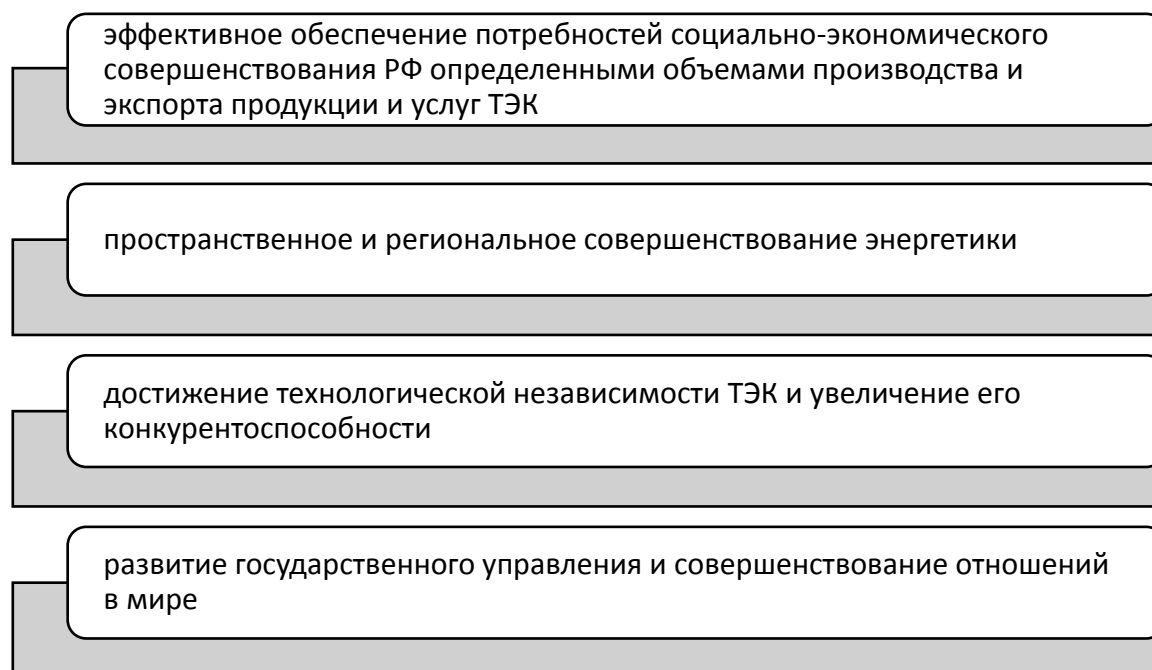 эффективное обеспечение потребностей социально-экономического
совершенствования РФ определенными объемами производства и
экспорта продукции и услуг ТЭК
пространственное и региональное совершенствование энергетики
достижение технологической независимости ТЭК и увеличение его
конкурентоспособности
развитие государственного управления и совершенствование отношений
в мире